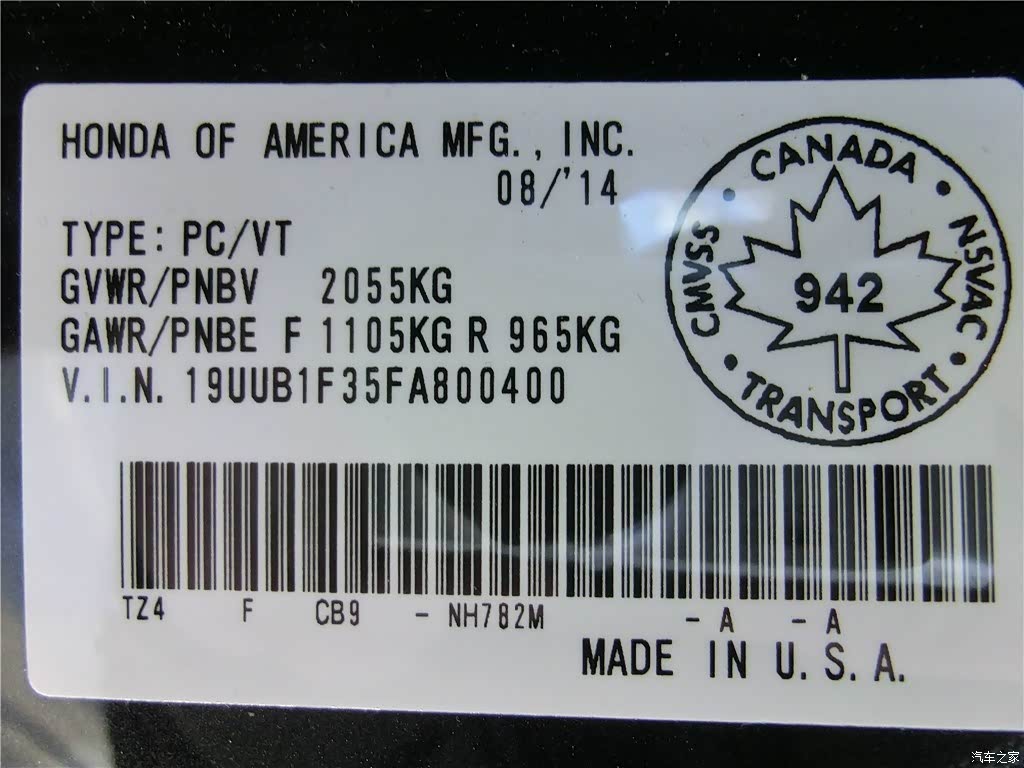 HONDA OF AMERICA MFG., INC.
08/'14
TYPE: PC/VT
GVWR/PNBV 2055KG
GAWR/PNBE F 1105KG R 965KG
V.I.N. 19UUB1F35FA800400
CANADA
CMVSS
942
NSVAC
TRANSPORT
TZ4 F CB9 - NH782M - A - A
MADE IN U.S.A.
汽车之家